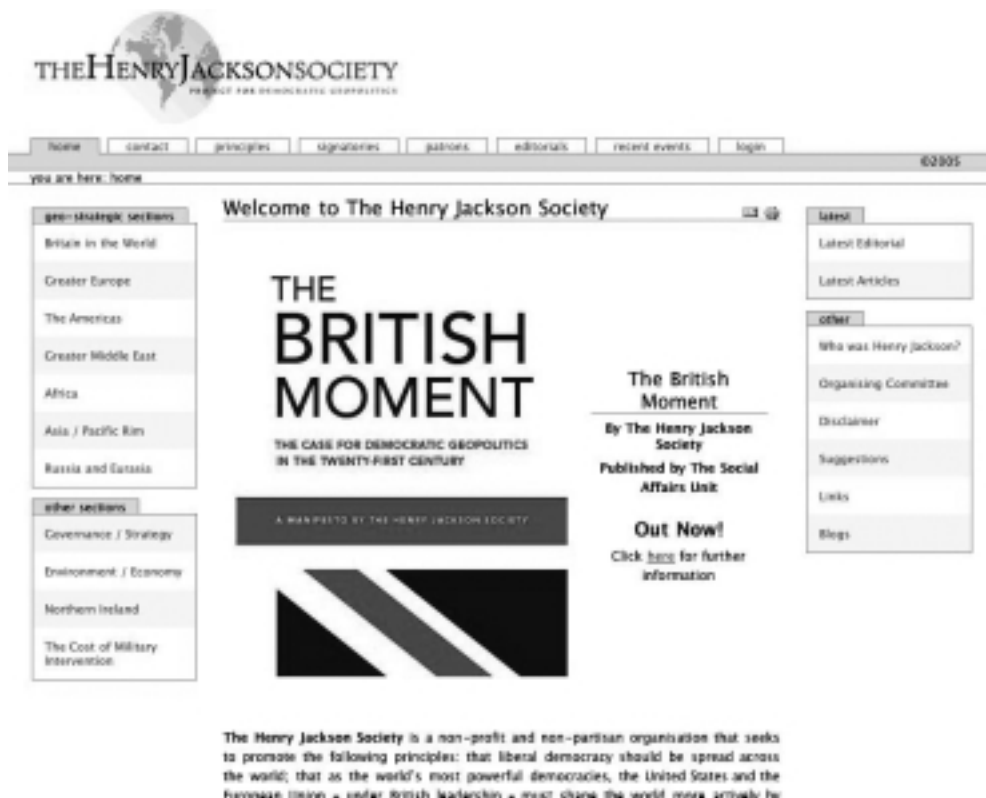 THEHENRYJACKSONSOCIETY
PROJECT FOR DEMOCRATIC GEOPOLITICS
home contact principles signatories patrons editorials recent events login
©2005
you are here: home
geo-strategic sections
Britain in the World
Greater Europe
The Americas
Greater Middle East
Africa
Asia / Pacific Rim
Russia and Eurasia
other sections
Governance / Strategy
Environment / Economy
Northern Ireland
The Cost of Military
Intervention
Welcome to The Henry Jackson Society
THE
BRITISH
MOMENT
THE CASE FOR DEMOCRATIC GEOPOLITICS
IN THE TWENTY-FIRST CENTURY
A MANIFESTO BY THE HENRY JACKSON SOCIETY
The British
Moment
By The Henry Jackson
Society
Published by The Social
Affairs Unit
Out Now!
Click here for further
information
latest
Latest Editorial
Latest Articles
other
Who was Henry Jackson?
Organising Committee
Disclaimer
Suggestions
Links
Blogs
The Henry Jackson Society is a non-profit and non-partisan organisation that seeks
to promote the following principles: that liberal democracy should be spread across
the world; that as the world's most powerful democracies, the United States and the
European Union - under British leadership - must shape the world more actively by